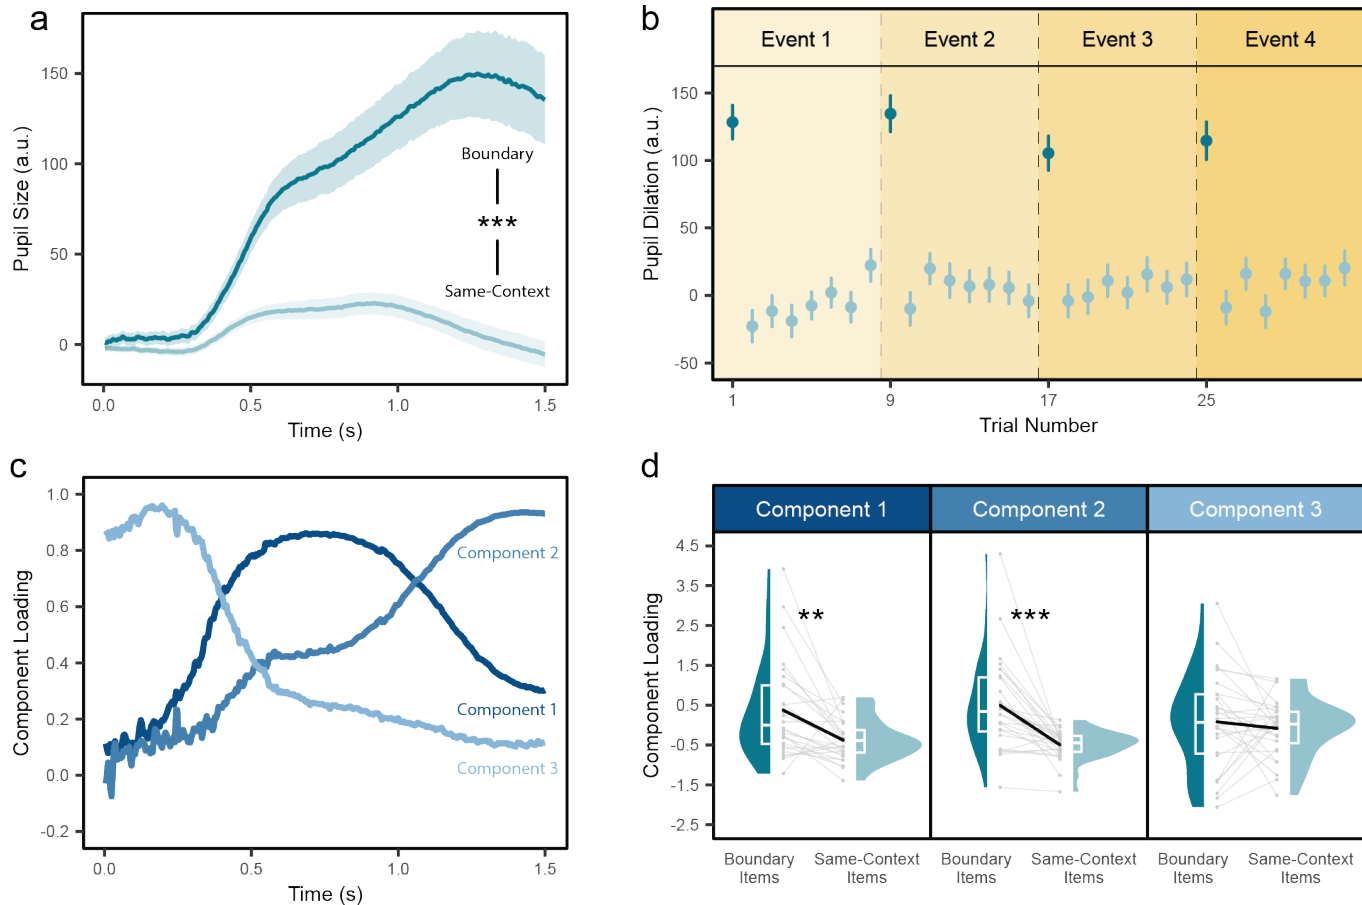 a
Pupil Size (a.u.)
150
100
50
0
0.0 0.5 1.0 1.5
Time (s)
Boundary
***
Same-Context
b
Event 1 Event 2 Event 3 Event 4
Pupil Dilation (a.u.)
150
100
50
0
-50
1 9 17 25
Trial Number
c
Component Loading
1.0
0.8
0.6
0.4
0.2
0.0
-0.2
0.0 0.5 1.0 1.5
Time (s)
Component 2
Component 1
Component 3
d
Component 1 Component 2 Component 3
Component Loading
4.5
3.5
2.5
1.5
0.5
-0.5
-1.5
-2.5
** ***
Boundary Same-Context Boundary Same-Context Boundary Same-Context
Items Items Items Items Items Items